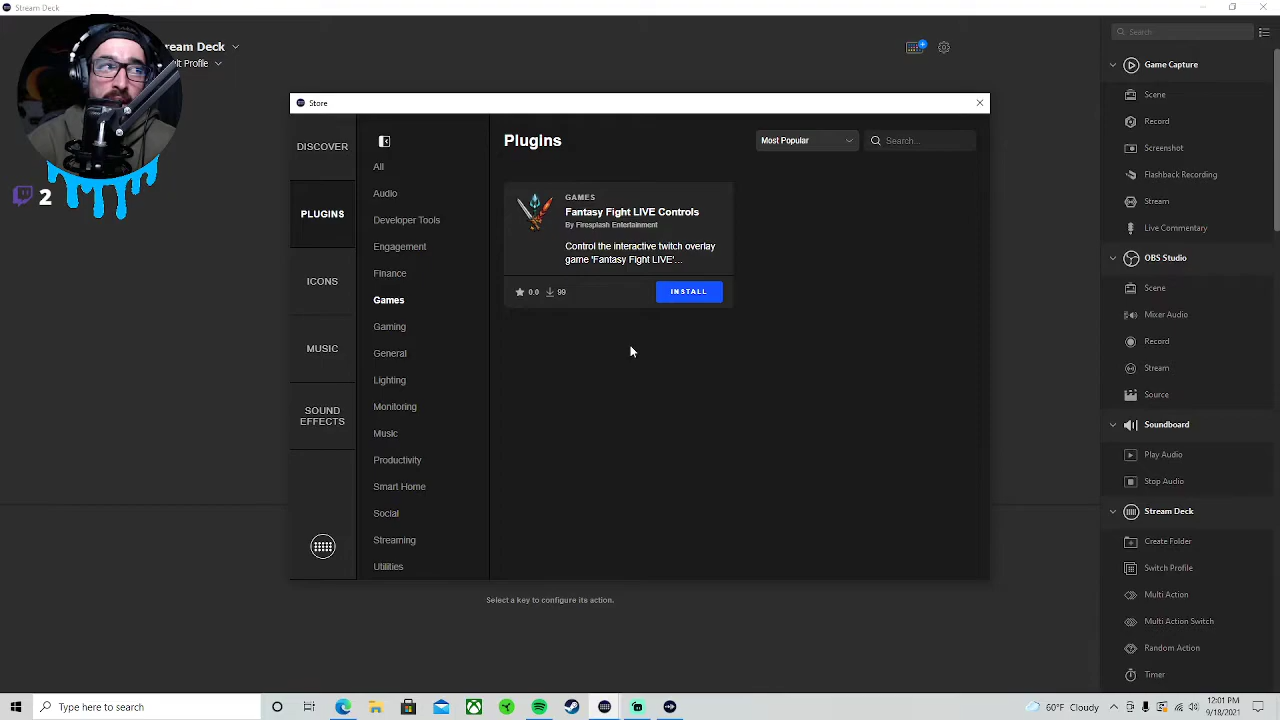 Stream Deck
ream Deck
ult Profile
2
Store
DISCOVER
PLUGINS
ICONS
MUSIC
SOUND
EFFECTS
All
Audio
Developer Tools
Engagement
Finance
Games
Gaming
General
Lighting
Monitoring
Music
Productivity
Smart Home
Social
Streaming
Utilities
Plugins
Most Popular
Search...
GAMES
Fantasy Fight LIVE Controls
By Firesplash Entertainment
Control the interactive twitch overlay
game 'Fantasy Fight LIVE'...
0.0 99
INSTALL
Select a key to configure its action.
Search
Game Capture
Scene
Record
Screenshot
Flashback Recording
Stream
Live Commentary
OBS Studio
Scene
Mixer Audio
Record
Stream
Source
Soundboard
Play Audio
Stop Audio
Stream Deck
Create Folder
Switch Profile
Multi Action
Multi Action Switch
Random Action
Timer
Type here to search
60°F Cloudy
12:01 PM
9/18/2021